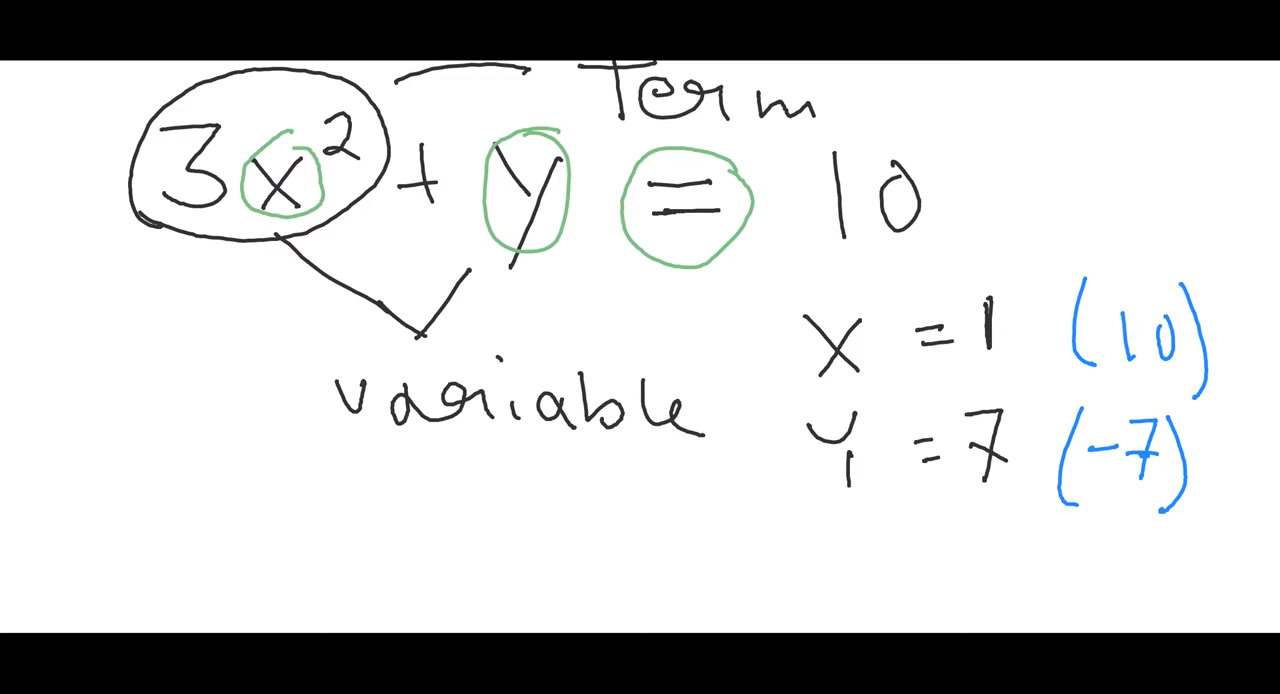 Term
3x² + y = 10
x = 1 (10)
variable
y = 7 (-7)